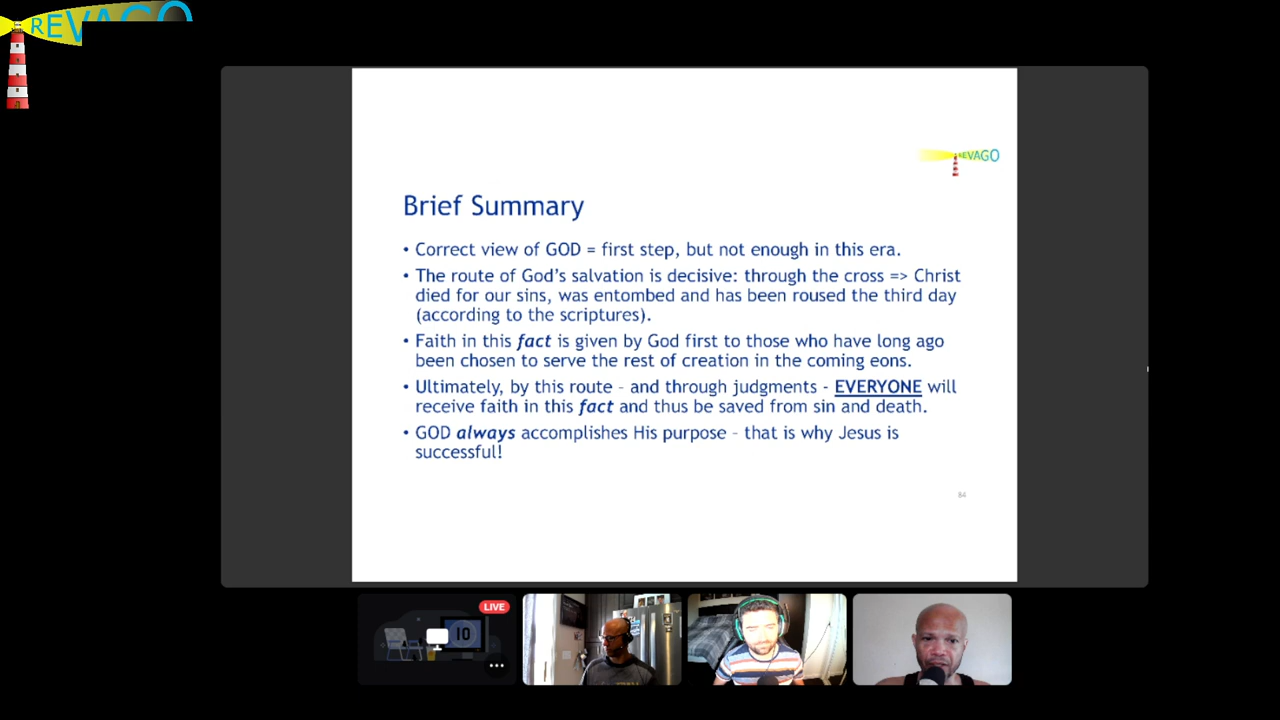 REVAGO
REVAGO
Brief Summary
• Correct view of GOD = first step, but not enough in this era.
• The route of God's salvation is decisive: through the cross => Christ
died for our sins, was entombed and has been roused the third day
(according to the scriptures).
• Faith in this fact is given by God first to those who have long ago
been chosen to serve the rest of creation in the coming eons.
• Ultimately, by this route – and through judgments - EVERYONE will
receive faith in this fact and thus be saved from sin and death.
• GOD always accomplishes His purpose – that is why Jesus is
successful!
84
LIVE